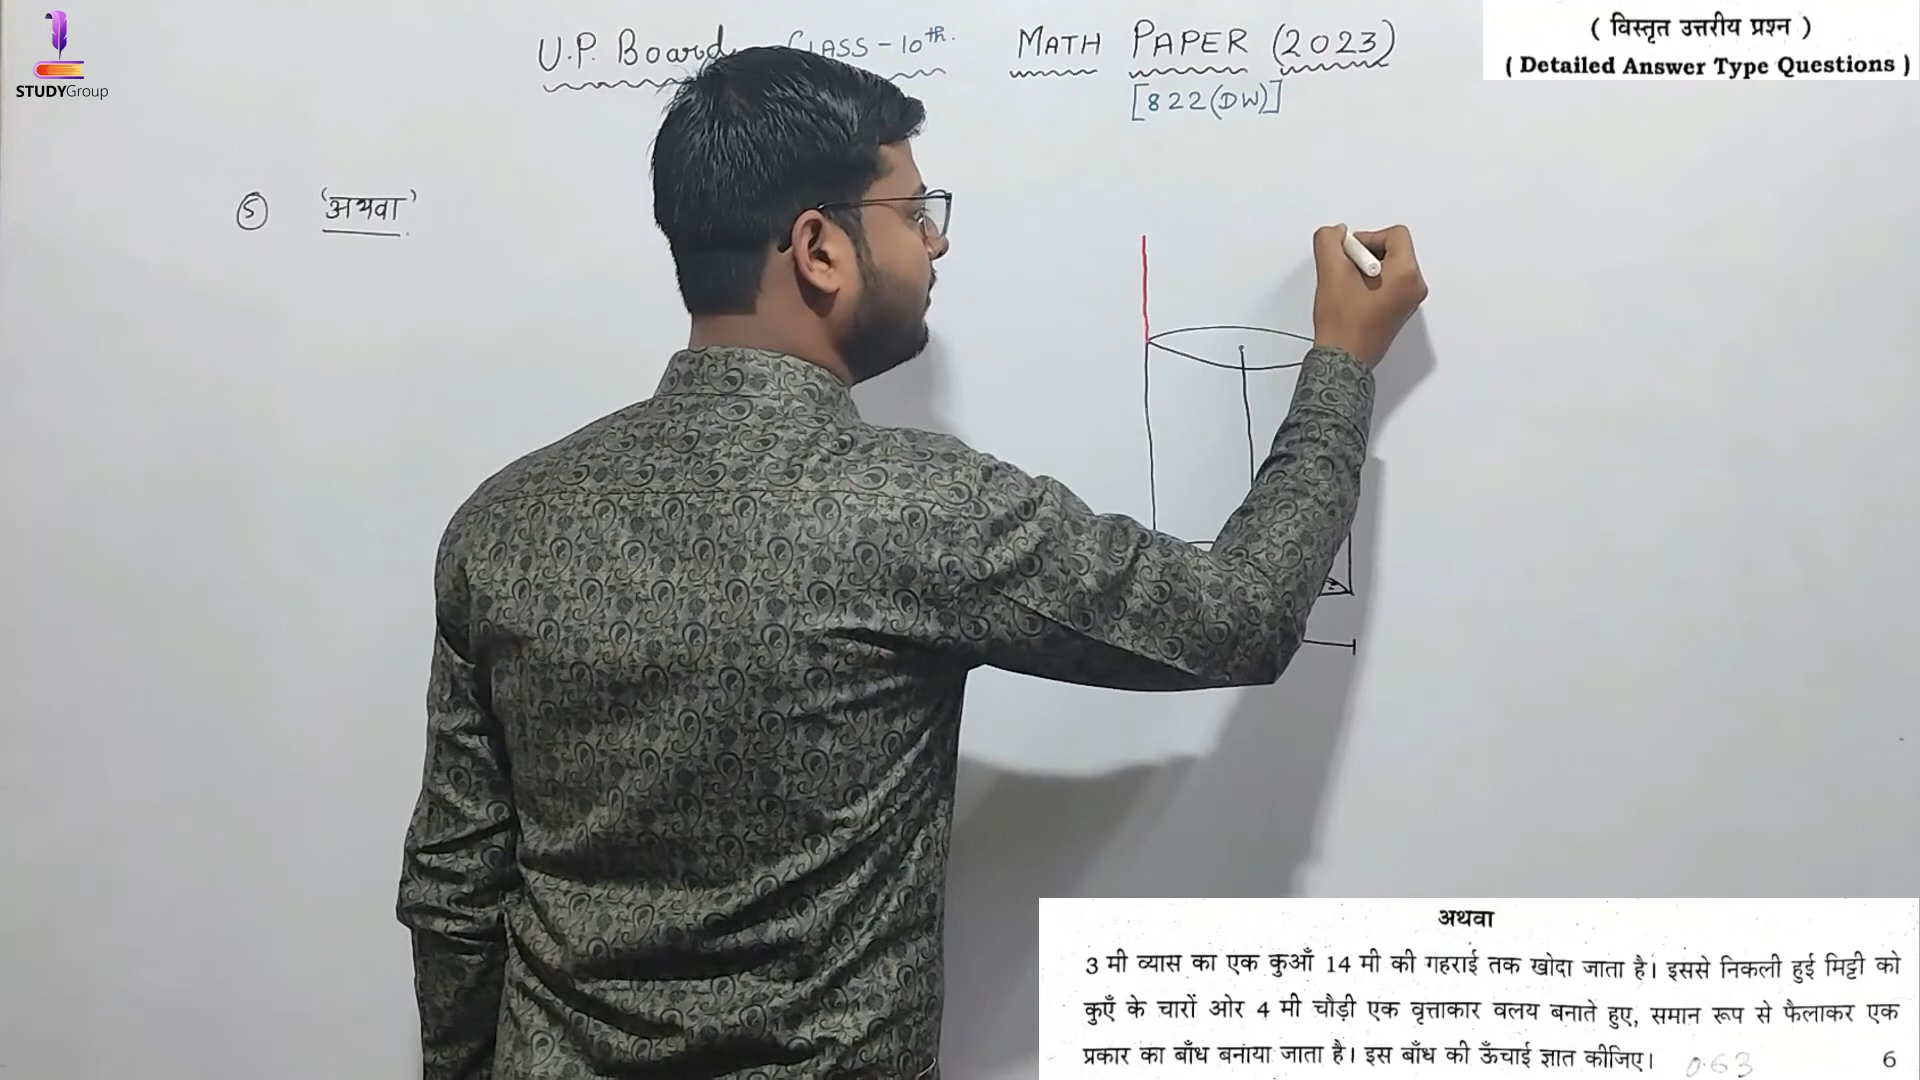 STUDYGroup
U.P. Board CLASS-10th. MATH PAPER (2023)
[822(DW)]
( विस्तृत उत्तरीय प्रश्न )
( Detailed Answer Type Questions )
5 'अथवा'
अथवा
3 मी व्यास का एक कुआँ 14 मी की गहराई तक खोदा जाता है। इससे निकली हुई मिट्टी को
कुएँ के चारों ओर 4 मी चौड़ी एक वृत्ताकार वलय बनाते हुए, समान रूप से फैलाकर एक
प्रकार का बाँध बनाया जाता है। इस बाँध की ऊँचाई ज्ञात कीजिए। 0.63 6